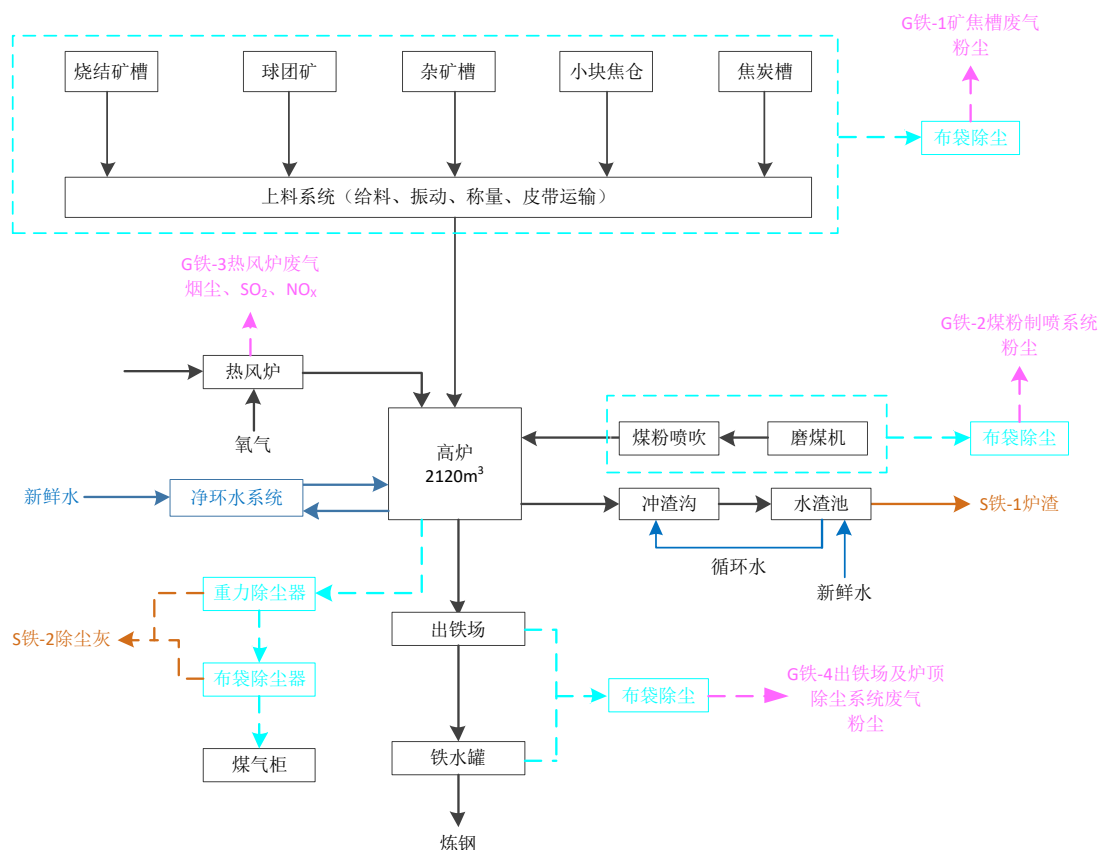 G铁-1矿焦槽废气
粉尘
烧结矿槽
球团矿
杂矿槽
小块焦仓
焦炭槽
布袋除尘
上料系统（给料、振动、称量、皮带运输）
G铁-3热风炉废气
烟尘、SO₂、NOₓ
G铁-2煤粉制喷系统
粉尘
热风炉
氧气
高炉
2120m³
煤粉喷吹
磨煤机
布袋除尘
新鲜水
净环水系统
冲渣沟
水渣池
S铁-1炉渣
循环水
新鲜水
重力除尘器
S铁-2除尘灰
出铁场
布袋除尘器
布袋除尘
G铁-4出铁场及炉顶
除尘系统废气
粉尘
煤气柜
铁水罐
炼钢